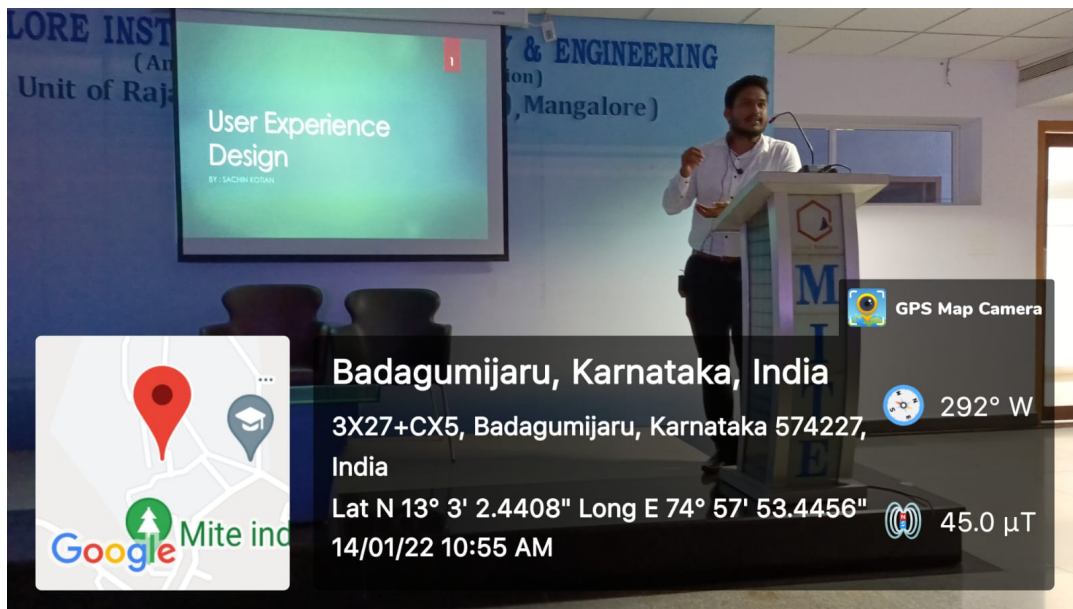 LORE INST
& ENGINEERING
(An
ion)
Unit of Raj
, Mangalore)
1
User Experience
Design
BY : SACHIN KOTIAN
M
I
T
E
GPS Map Camera
Badagumijaru, Karnataka, India
3X27+CX5, Badagumijaru, Karnataka 574227,
India
Lat N 13° 3' 2.4408" Long E 74° 57' 53.4456"
14/01/22 10:55 AM
292° W
45.0 µT
Mite ind
Google